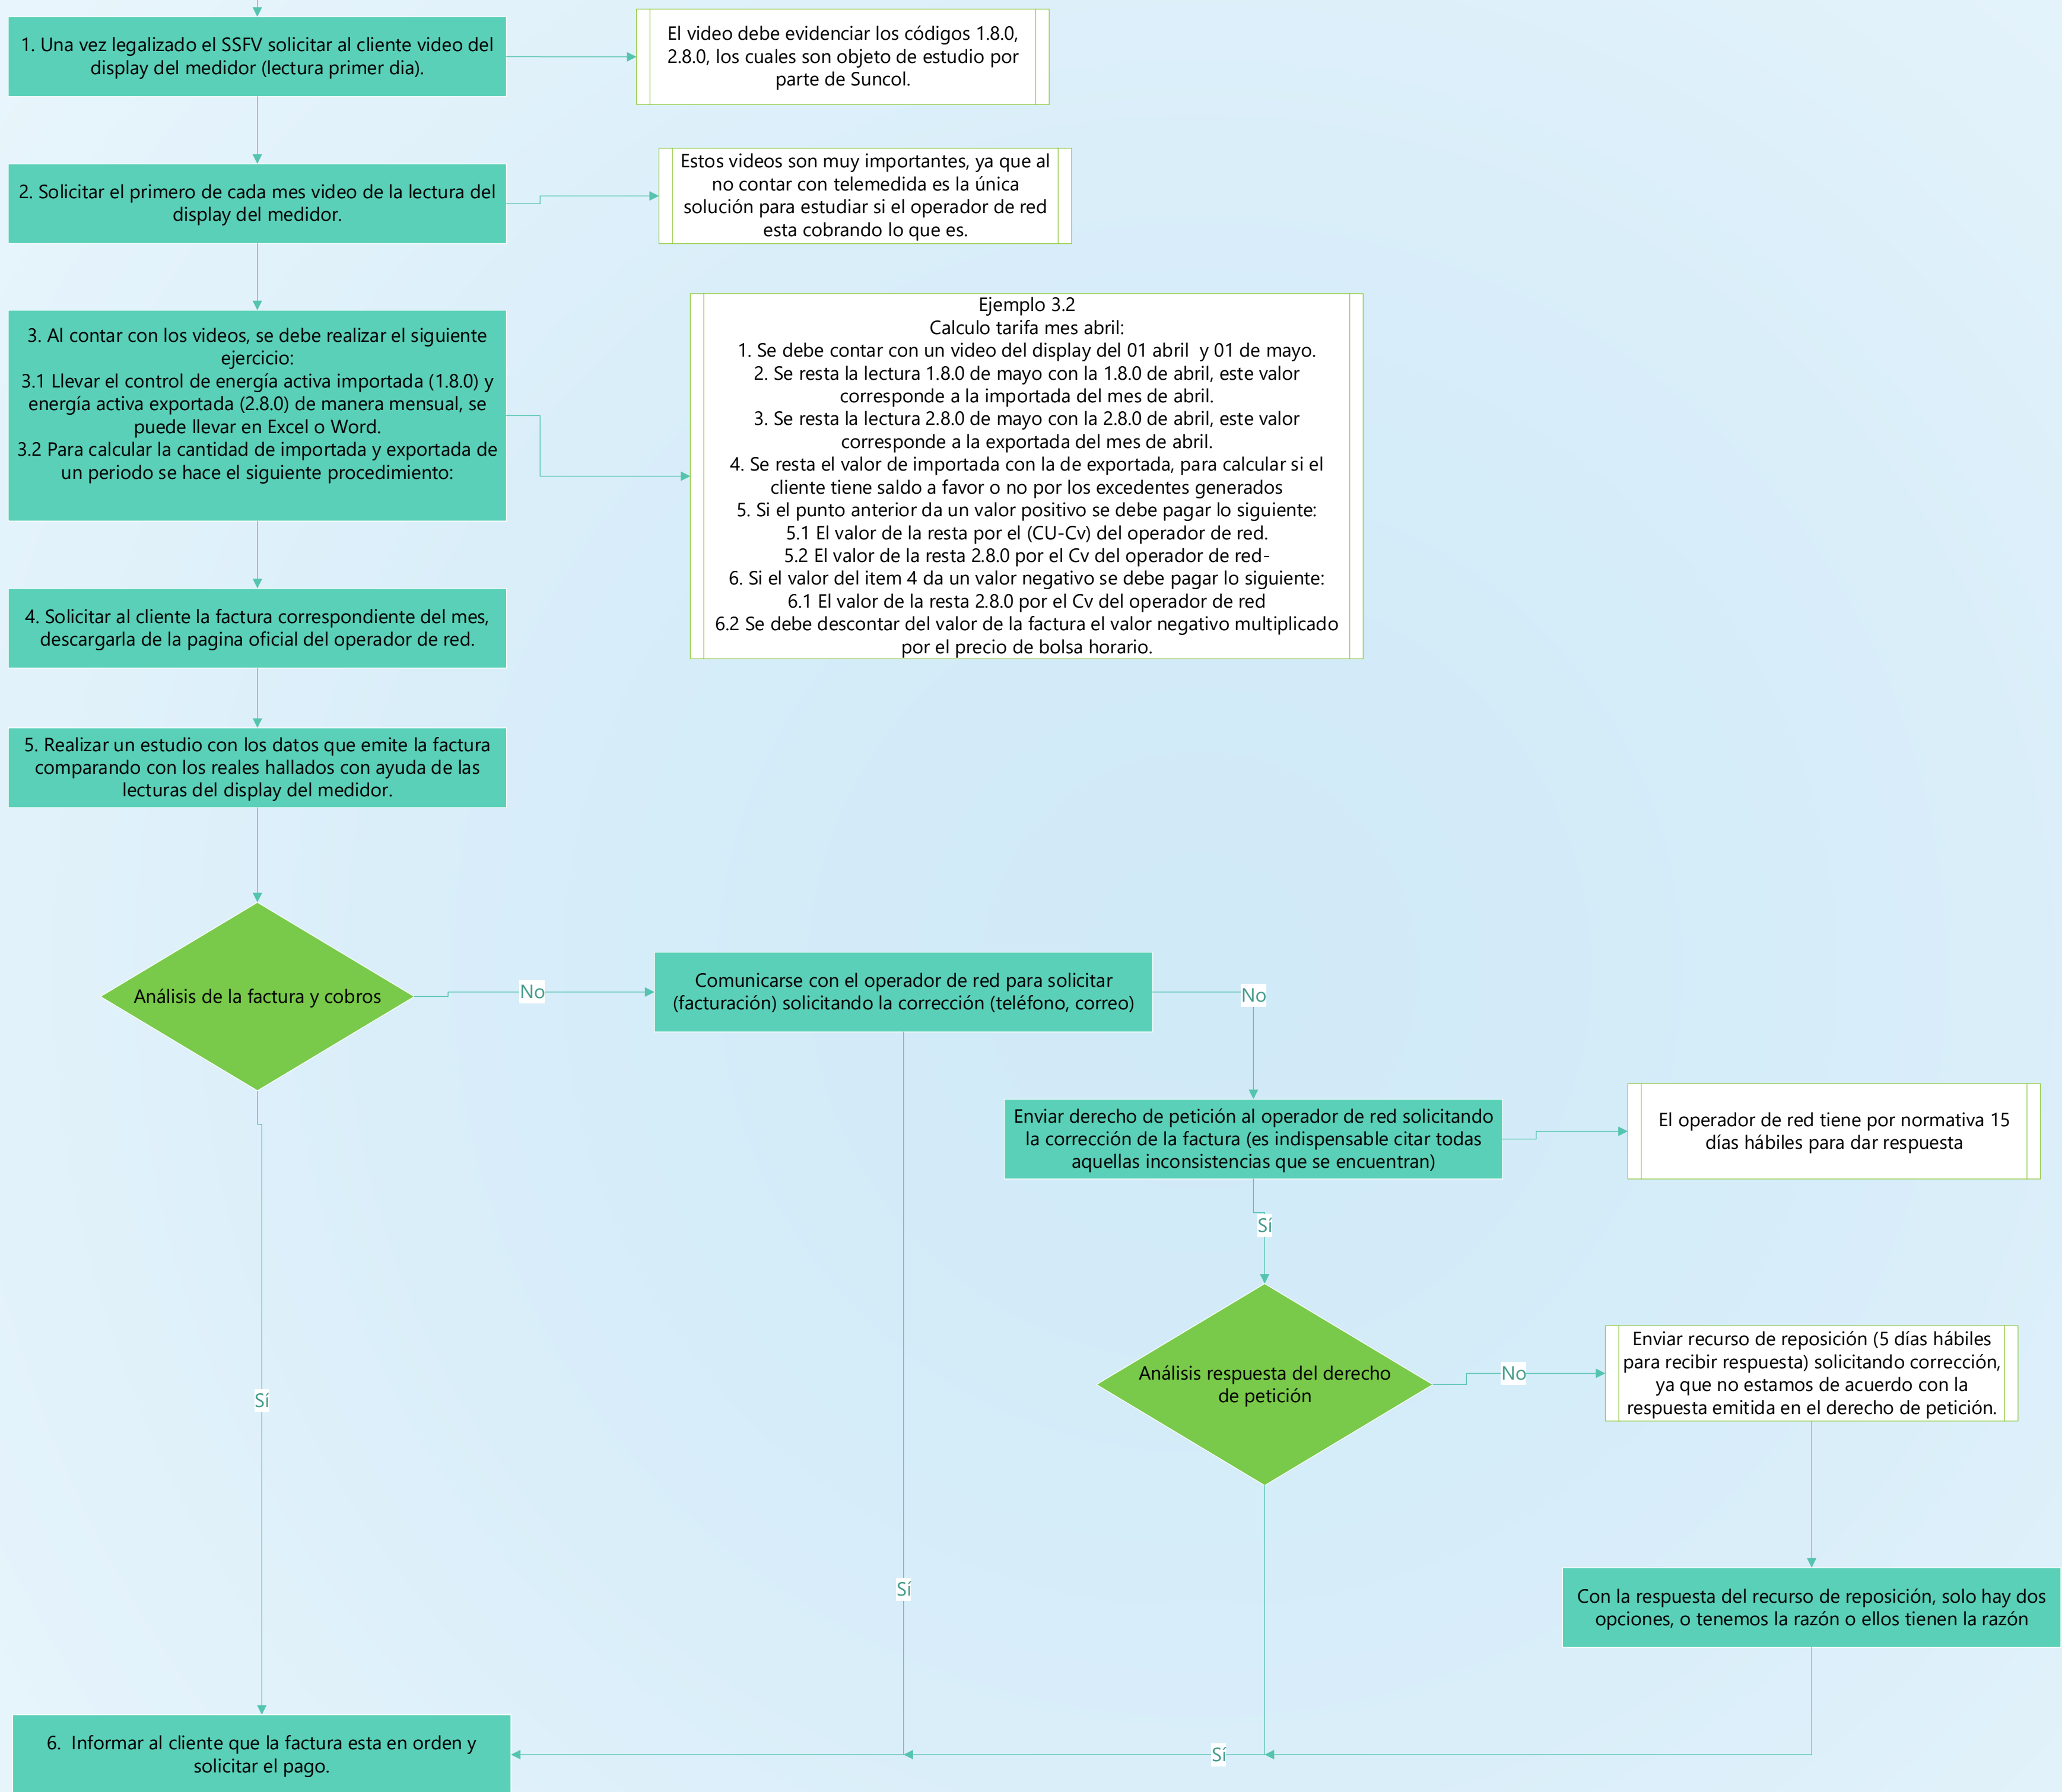 1. Una vez legalizado el SSFV solicitar al cliente video del
display del medidor (lectura primer dia).
El video debe evidenciar los códigos 1.8.0,
2.8.0, los cuales son objeto de estudio por
parte de Suncol.
2. Solicitar el primero de cada mes video de la lectura del
display del medidor.
Estos videos son muy importantes, ya que al
no contar con telemedida es la única
solución para estudiar si el operador de red
esta cobrando lo que es.
3. Al contar con los videos, se debe realizar el siguiente
ejercicio:
3.1 Llevar el control de energía activa importada (1.8.0) y
energía activa exportada (2.8.0) de manera mensual, se
puede llevar en Excel o Word.
3.2 Para calcular la cantidad de importada y exportada de
un periodo se hace el siguiente procedimiento:
Ejemplo 3.2
Calculo tarifa mes abril:
1. Se debe contar con un video del display del 01 abril  y 01 de mayo.
2. Se resta la lectura 1.8.0 de mayo con la 1.8.0 de abril, este valor
corresponde a la importada del mes de abril.
3. Se resta la lectura 2.8.0 de mayo con la 2.8.0 de abril, este valor
corresponde a la exportada del mes de abril.
4. Se resta el valor de importada con la de exportada, para calcular si el
cliente tiene saldo a favor o no por los excedentes generados
5. Si el punto anterior da un valor positivo se debe pagar lo siguiente:
5.1 El valor de la resta por el (CU-Cv) del operador de red.
5.2 El valor de la resta 2.8.0 por el Cv del operador de red-
6. Si el valor del item 4 da un valor negativo se debe pagar lo siguiente:
6.1 El valor de la resta 2.8.0 por el Cv del operador de red
6.2 Se debe descontar del valor de la factura el valor negativo multiplicado
por el precio de bolsa horario.
4. Solicitar al cliente la factura correspondiente del mes,
descargarla de la pagina oficial del operador de red.
5. Realizar un estudio con los datos que emite la factura
comparando con los reales hallados con ayuda de las
lecturas del display del medidor.
Análisis de la factura y cobros
No
Comunicarse con el operador de red para solicitar
(facturación) solicitando la corrección (teléfono, correo)
No
Enviar derecho de petición al operador de red solicitando
la corrección de la factura (es indispensable citar todas
aquellas inconsistencias que se encuentran)
El operador de red tiene por normativa 15
días hábiles para dar respuesta
Sí
Análisis respuesta del derecho
de petición
No
Enviar recurso de reposición (5 días hábiles
para recibir respuesta) solicitando corrección,
ya que no estamos de acuerdo con la
respuesta emitida en el derecho de petición.
Sí
Sí
Con la respuesta del recurso de reposición, solo hay dos
opciones, o tenemos la razón o ellos tienen la razón
Sí
6.  Informar al cliente que la factura esta en orden y
solicitar el pago.